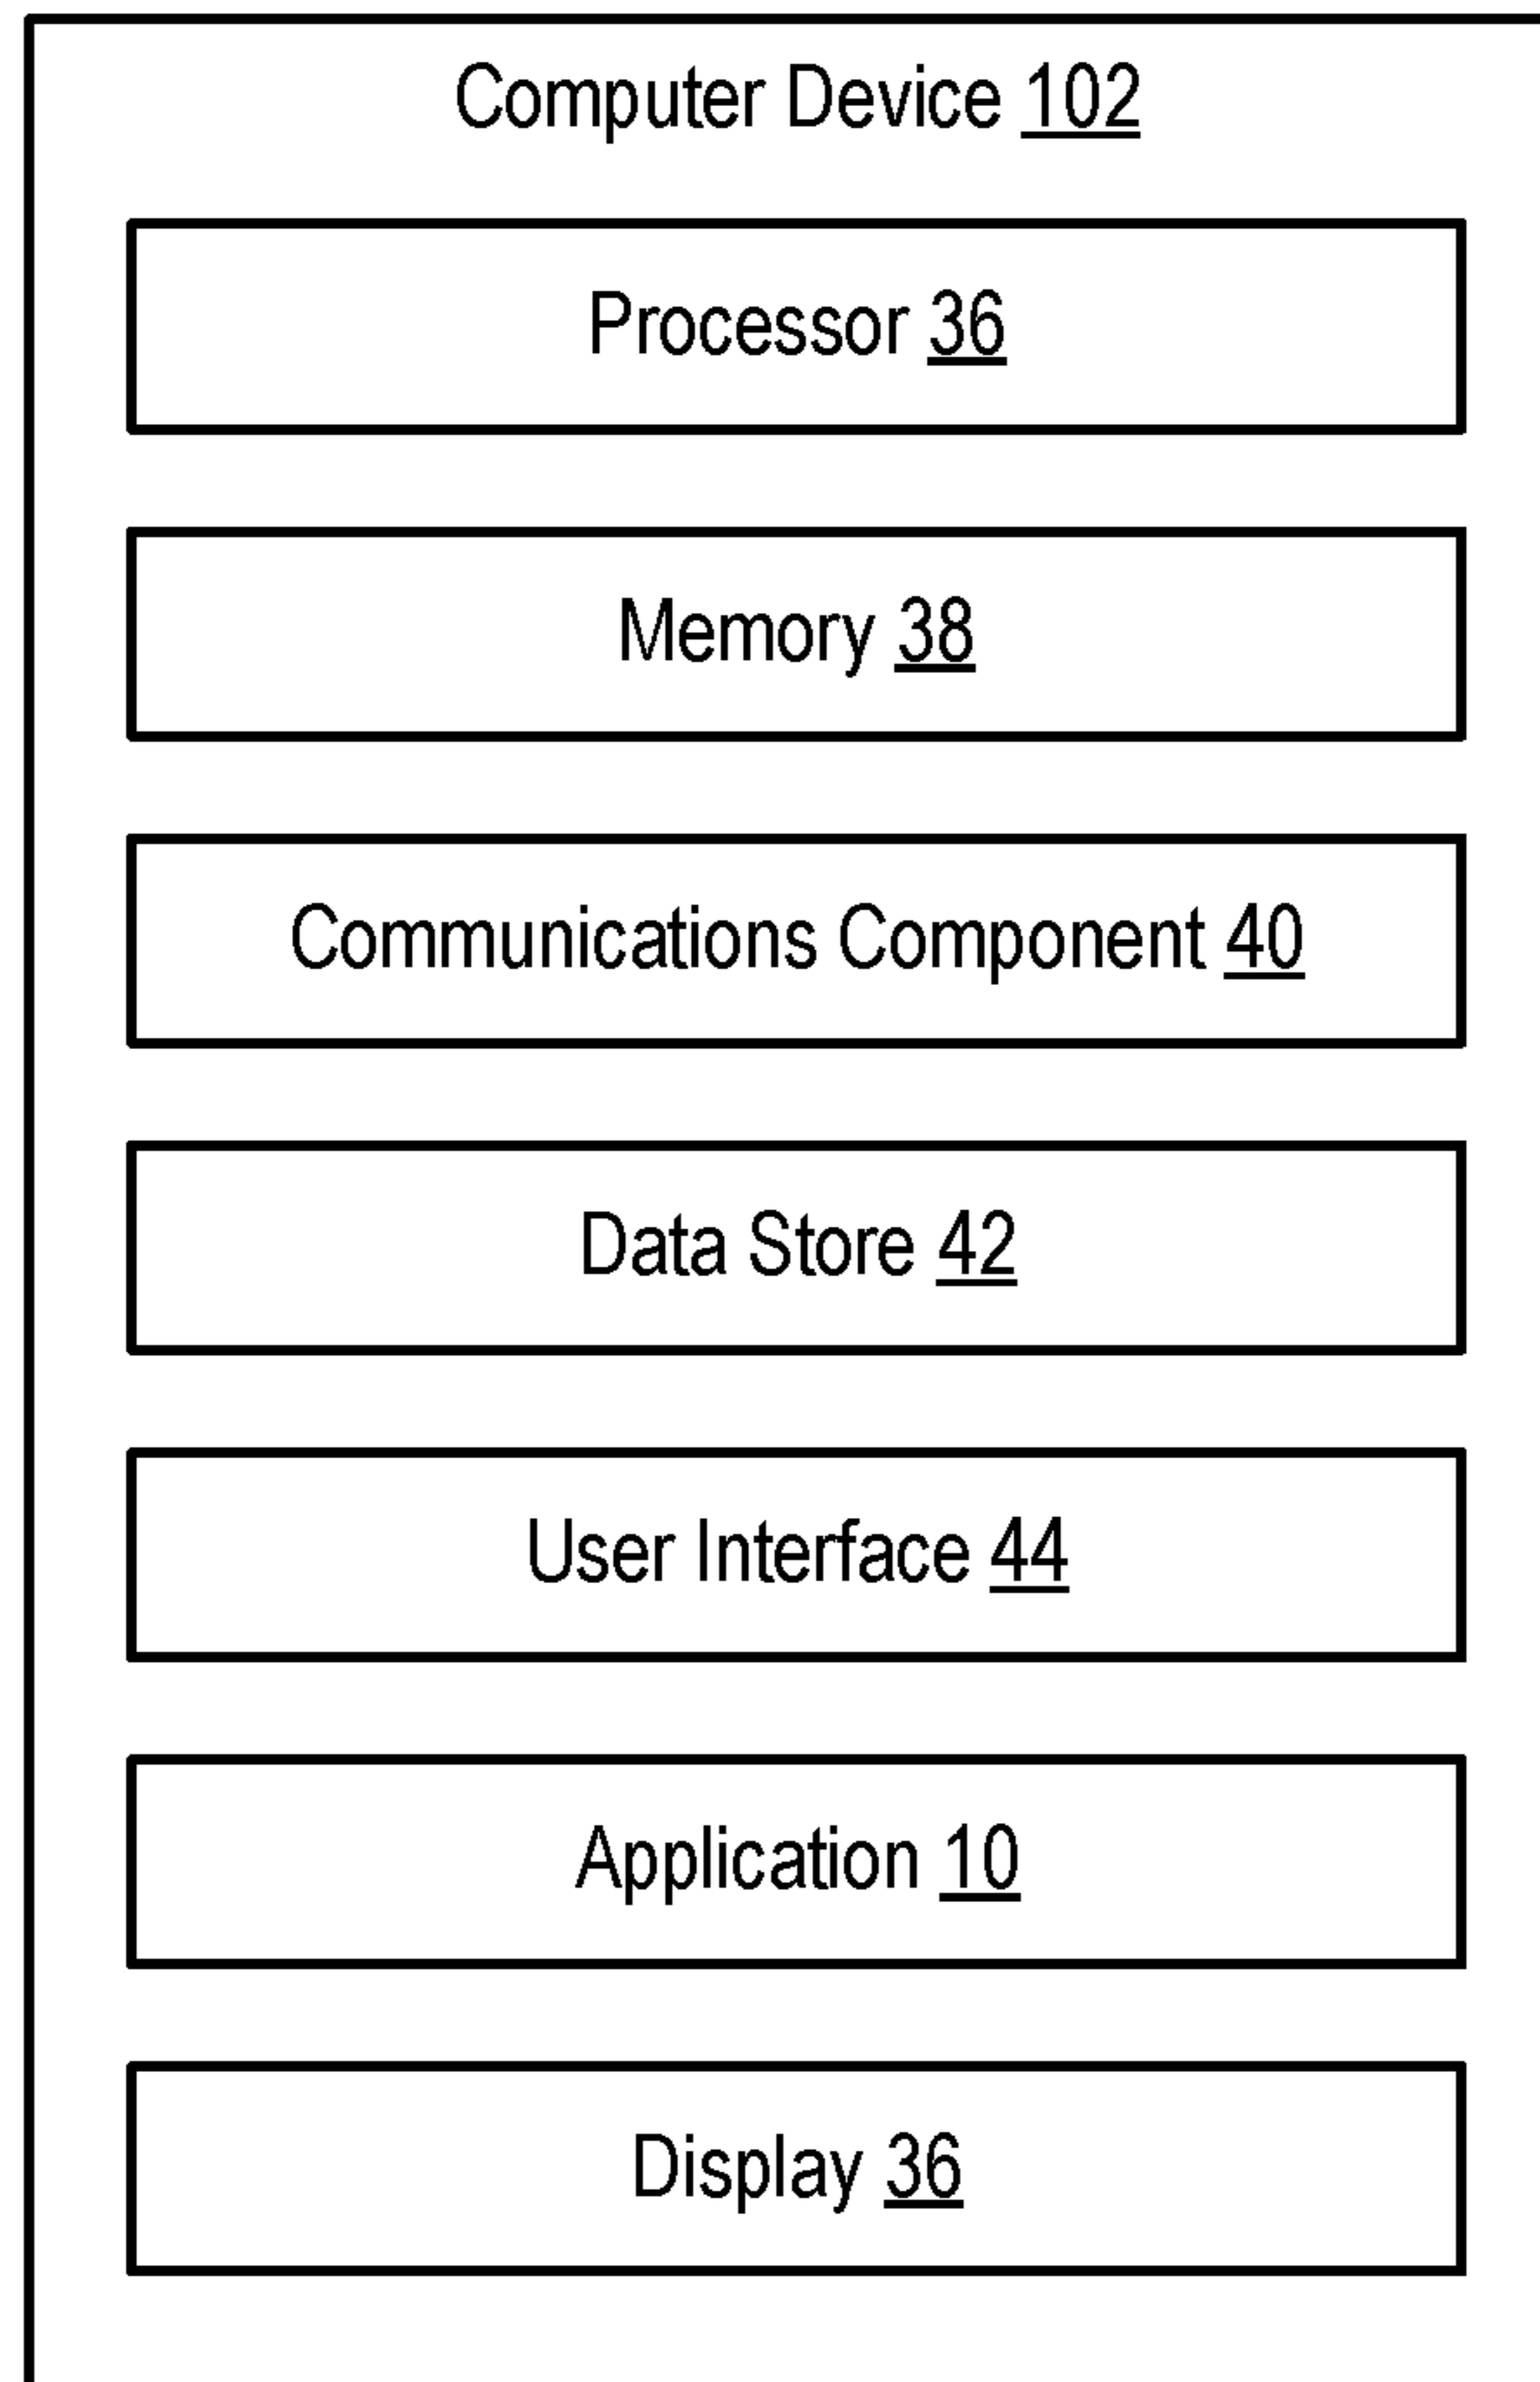 Computer Device 102
Processor 36
Memory 38
Communications Component 40
Data Store 42
User Interface 44
Application 10
Display 36